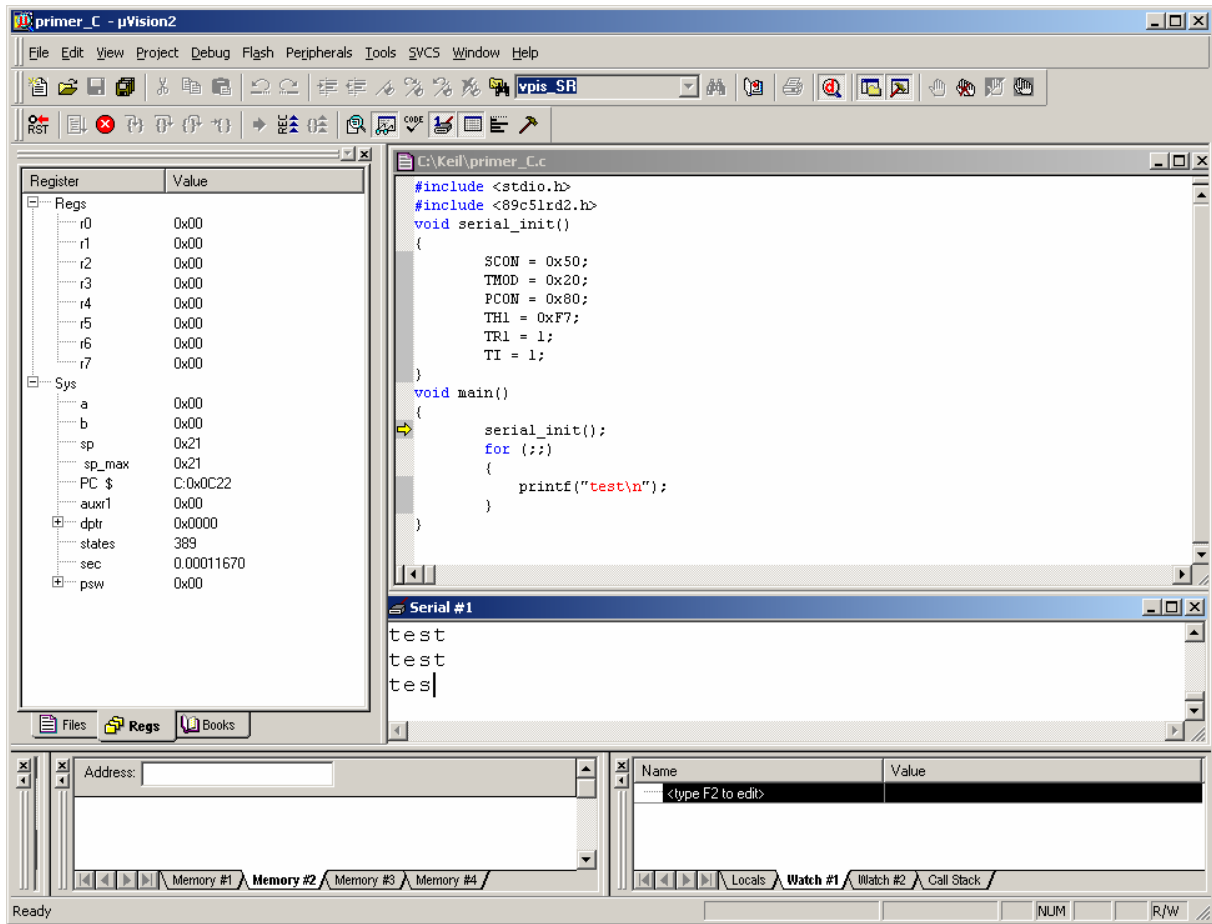 primer_C - µVision2
File Edit View Project Debug Flash Peripherals Tools SVCS Window Help
vpis_SR
RST
CODE
Register Value
Regs
r0 0x00
r1 0x00
r2 0x00
r3 0x00
r4 0x00
r5 0x00
r6 0x00
r7 0x00
Sys
a 0x00
b 0x00
sp 0x21
sp_max 0x21
PC $ C:0x0C22
auxr1 0x00
dptr 0x0000
states 389
sec 0.00011670
psw 0x00
Files Regs Books
C:\Keil\primer_C.c
#include <stdio.h>
#include <89c51rd2.h>
void serial_init()
{
SCON = 0x50;
TMOD = 0x20;
PCON = 0x80;
TH1 = 0xF7;
TR1 = 1;
TI = 1;
}
void main()
{
serial_init();
for (;;)
{
printf("test\n");
}
}
Serial #1
test
test
tes
Address:
Memory #1 Memory #2 Memory #3 Memory #4
Name Value
<type F2 to edit>
Locals Watch #1 Watch #2 Call Stack
Ready NUM R/W